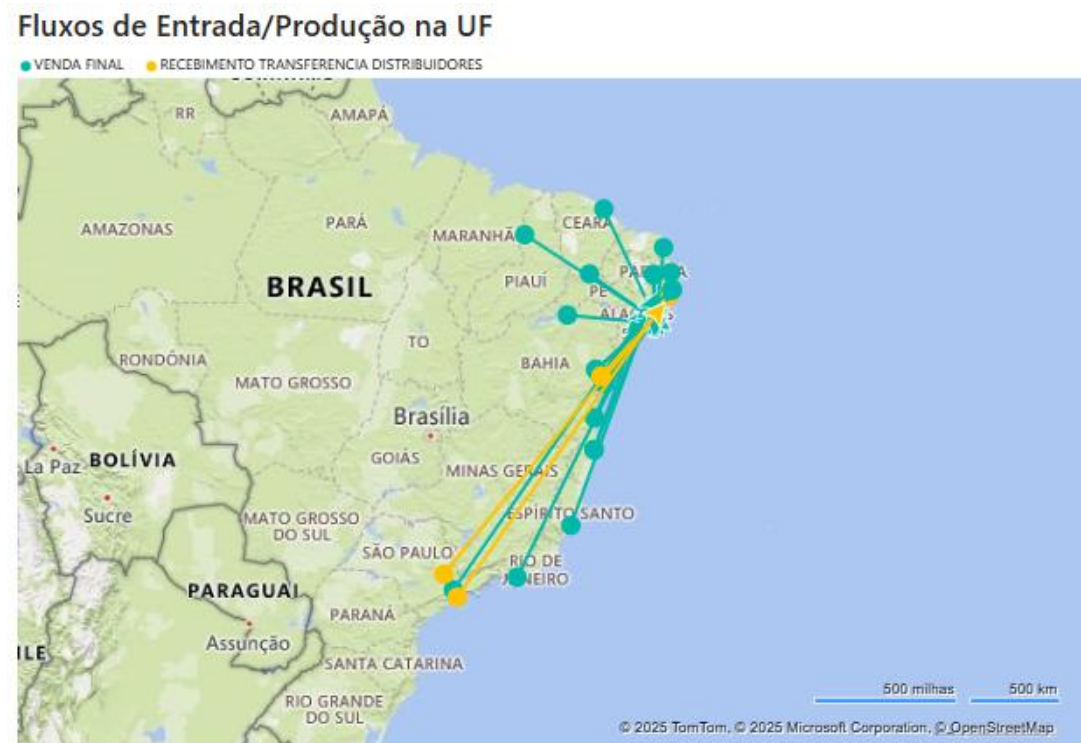 Fluxos de Entrada/Produção na UF
VENDA FINAL RECEBIMENTO TRANSFERENCIA DISTRIBUIDORES
RR
AMAPÁ
AMAZONAS
PARÁ
MARANHÃ
CEARÁ
PIAUÍ
PE
BRASIL
TO
RONDÔNIA
BAHIA
MATO GROSSO
Brasília
La Paz
BOLÍVIA
GOIÁS
MINAS GERAIS
Sucre
MATO GROSSO
DO SUL
ESPÍRITO SANTO
SÃO PAULO
RIO DE
JANEIRO
PARAGUAI
PARANÁ
Assunção
ILE
SANTA CATARINA
RIO GRANDE
DO SUL
500 milhas 500 km
© 2025 TomTom, © 2025 Microsoft Corporation, © OpenStreetMap